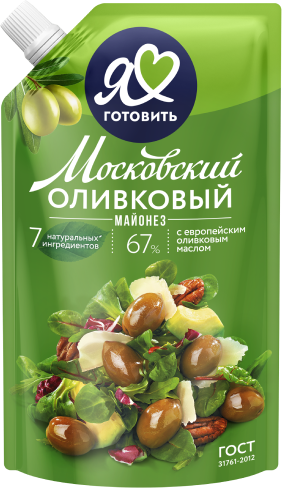 Я
ГОТОВИТЬ
Московский
ОЛИВКОВЫЙ
МАЙОНЕЗ
7 натуральных ингредиентов
67%
с европейским
оливковым
маслом
ГОСТ
31761-2012